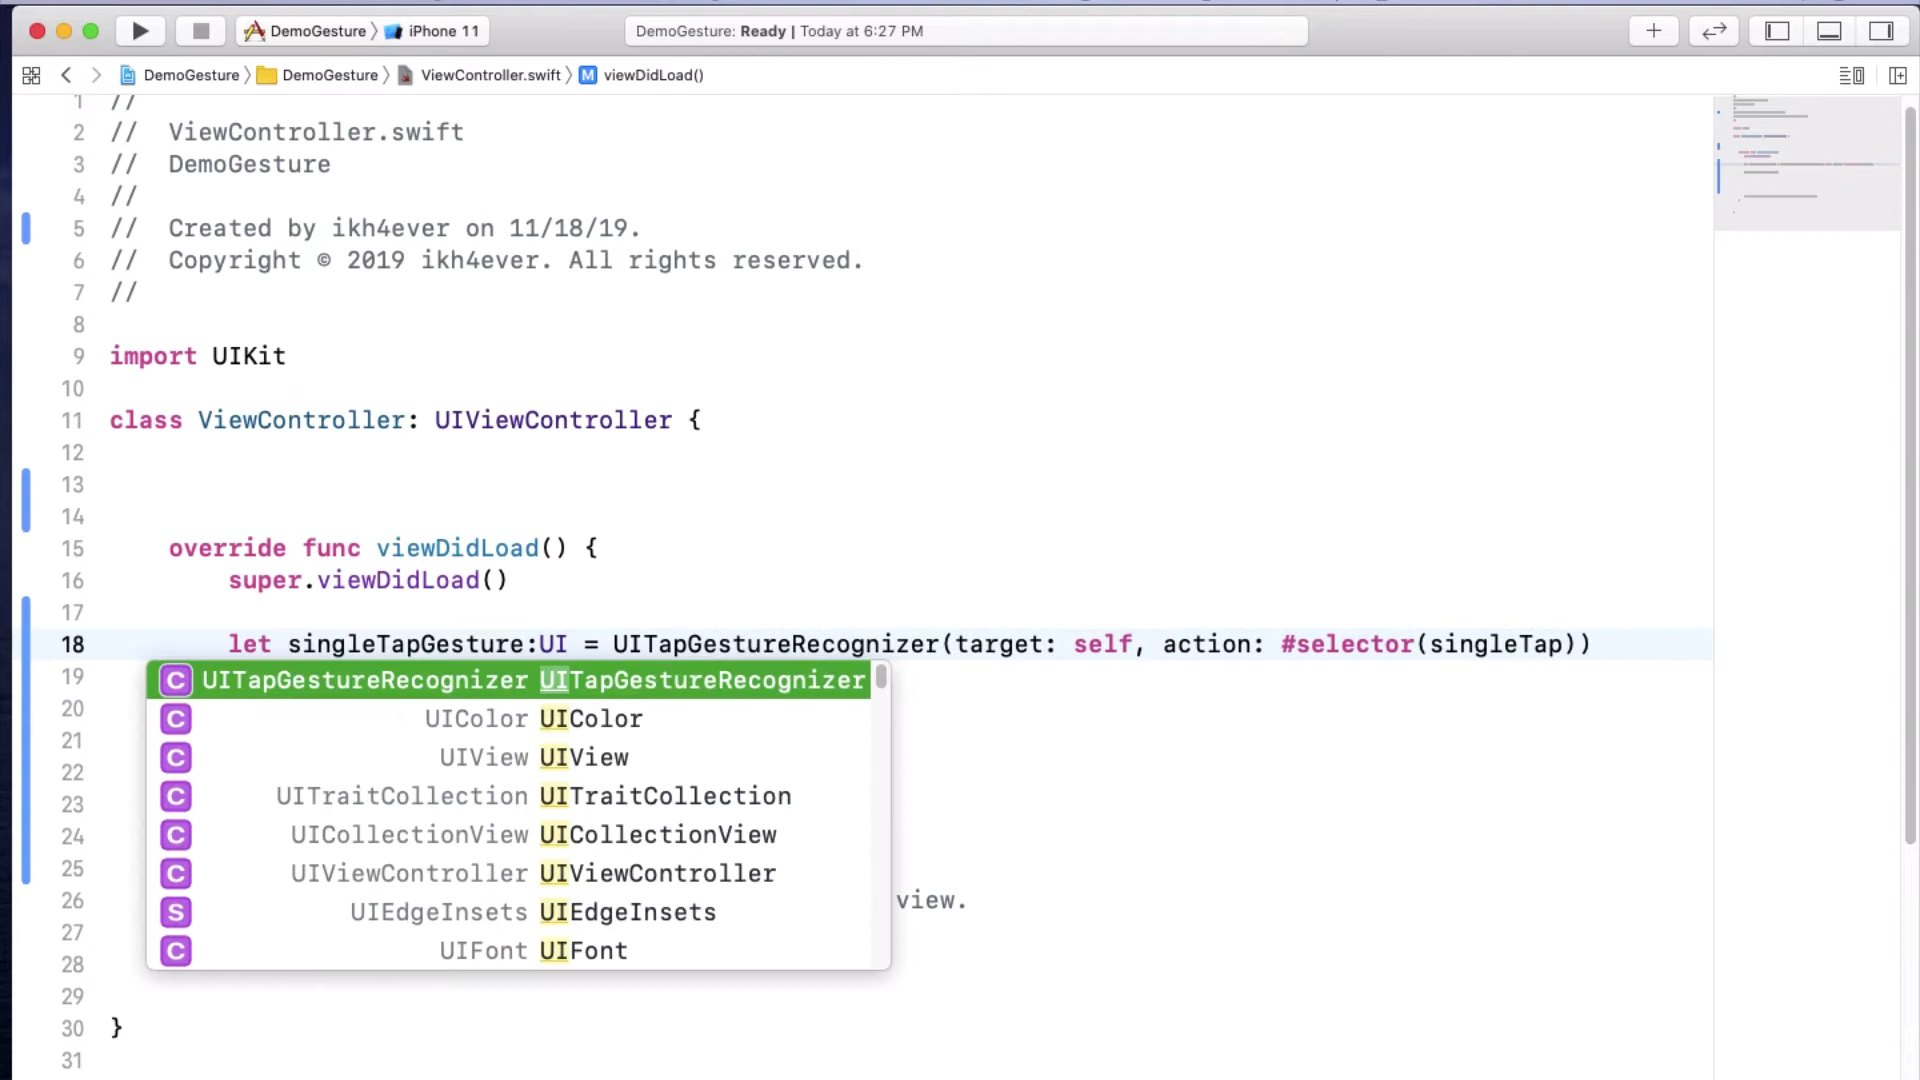 DemoGesture 〉 iPhone 11
DemoGesture: Ready | Today at 6:27 PM
DemoGesture 〉 DemoGesture 〉 ViewController.swift 〉 M viewDidLoad()
1 //
2 //  ViewController.swift
3 //  DemoGesture
4 //
5 //  Created by ikh4ever on 11/18/19.
6 //  Copyright © 2019 ikh4ever. All rights reserved.
7 //
8
9 import UIKit
10
11 class ViewController: UIViewController {
12
13
14
15     override func viewDidLoad() {
16         super.viewDidLoad()
17
18         let singleTapGesture:UI = UITapGestureRecognizer(target: self, action: #selector(singleTap))
19 C UITapGestureRecognizer UITapGestureRecognizer
20 C UIColor UIColor
21
22 C UIView UIView
23 C UITraitCollection UITraitCollection
24 C UICollectionView UICollectionView
25 C UIViewController UIViewController
26 view.
S UIEdgeInsets UIEdgeInsets
27
28 C UIFont UIFont
29
30 }
31